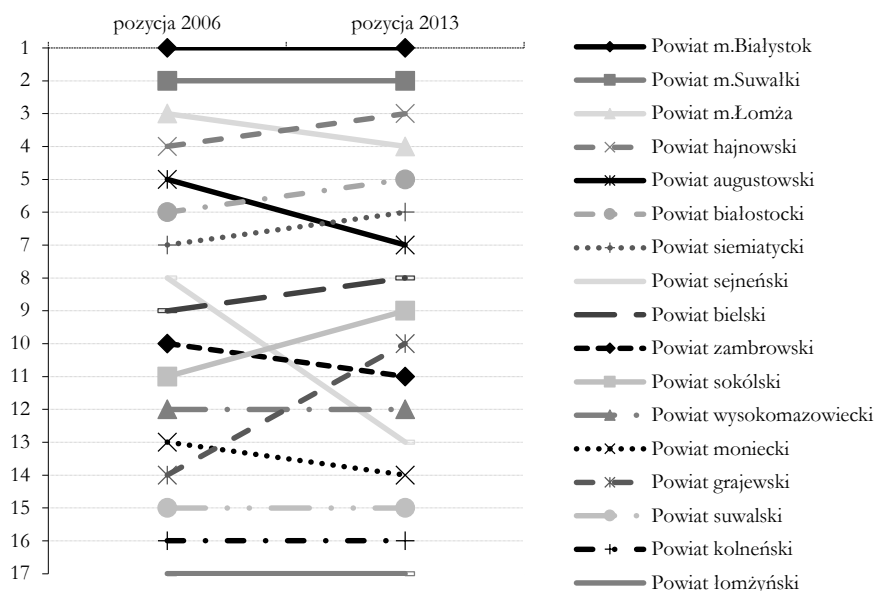 pozycja 2006 pozycja 2013
1
2
3
4
5
6
7
8
9
10
11
12
13
14
15
16
17
Powiat m.Białystok
Powiat m.Suwałki
Powiat m.Łomża
Powiat hajnowski
Powiat augustowski
Powiat białostocki
Powiat siemiatycki
Powiat sejneński
Powiat bielski
Powiat zambrowski
Powiat sokólski
Powiat wysokomazowiecki
Powiat moniecki
Powiat grajewski
Powiat suwalski
Powiat kolneński
Powiat łomżyński